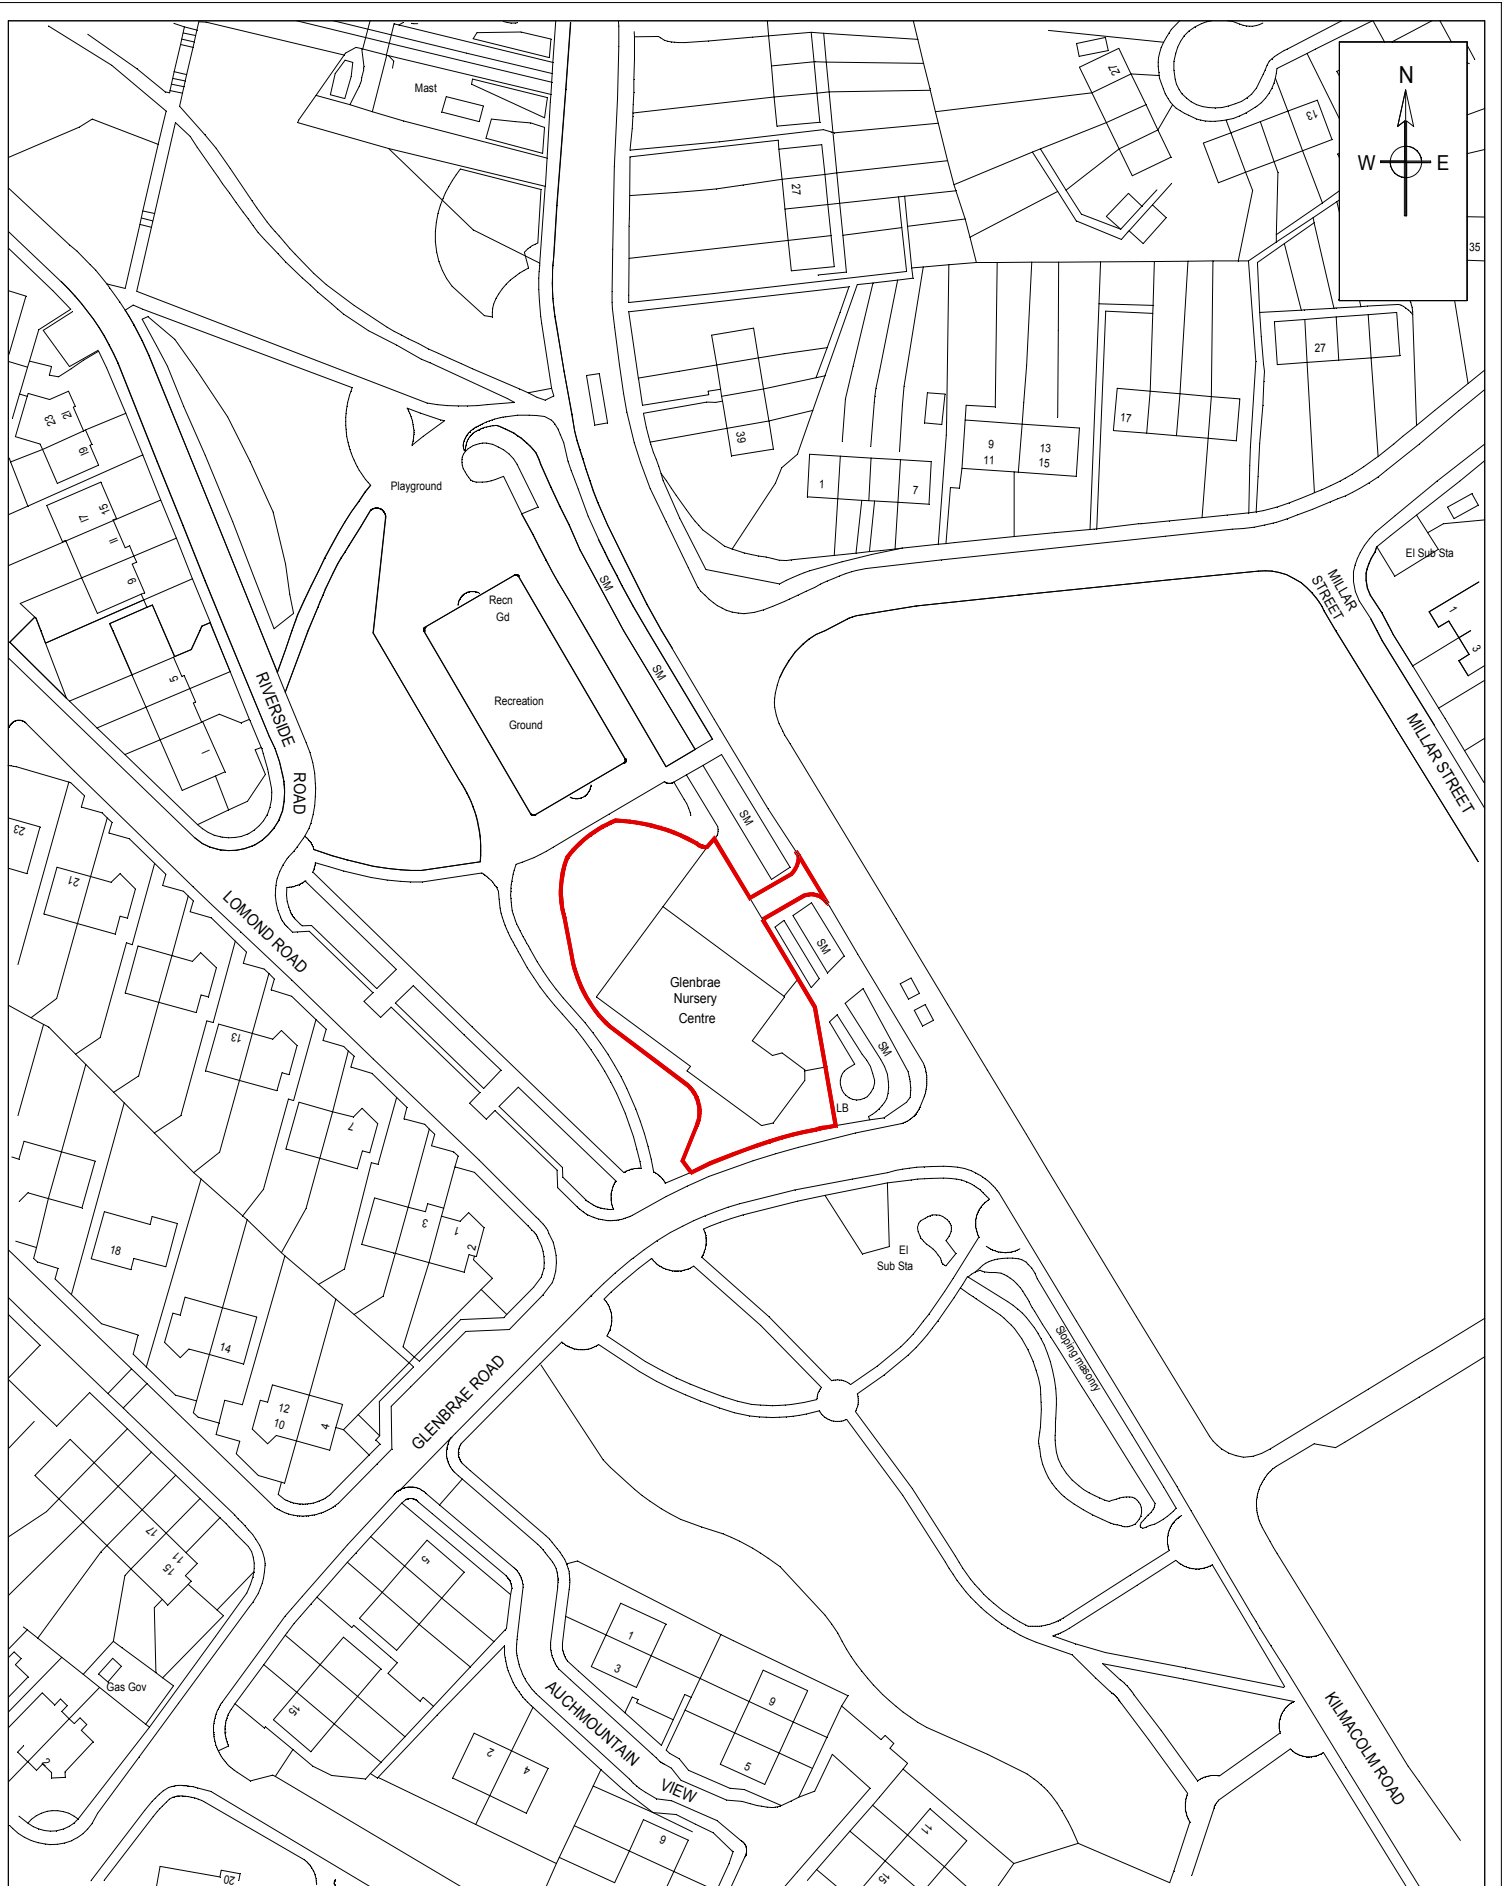 Mast
27
13
N
W E
35
27
27
39
1
7
9
11
13
15
17
27
El Sub Sta
MILLAR
STREET
1
3
MILLAR STREET
23
21
19
15
17
11
9
5
1
Playground
Recn
Gd
Recreation
Ground
SM
SM
SM
SM
SM
RIVERSIDE
ROAD
LOMOND ROAD
23
21
13
7
3
1
2
18
14
12
10
4
Glenbrae
Nursery
Centre
LB
El
Sub Sta
Sloping masonry
GLENBRAE ROAD
17
11
15
Gas Gov
2
5
15
1
3
9
5
AUCHMOUNTAIN
VIEW
2
4
6
11
15
20
KILMACOLM ROAD